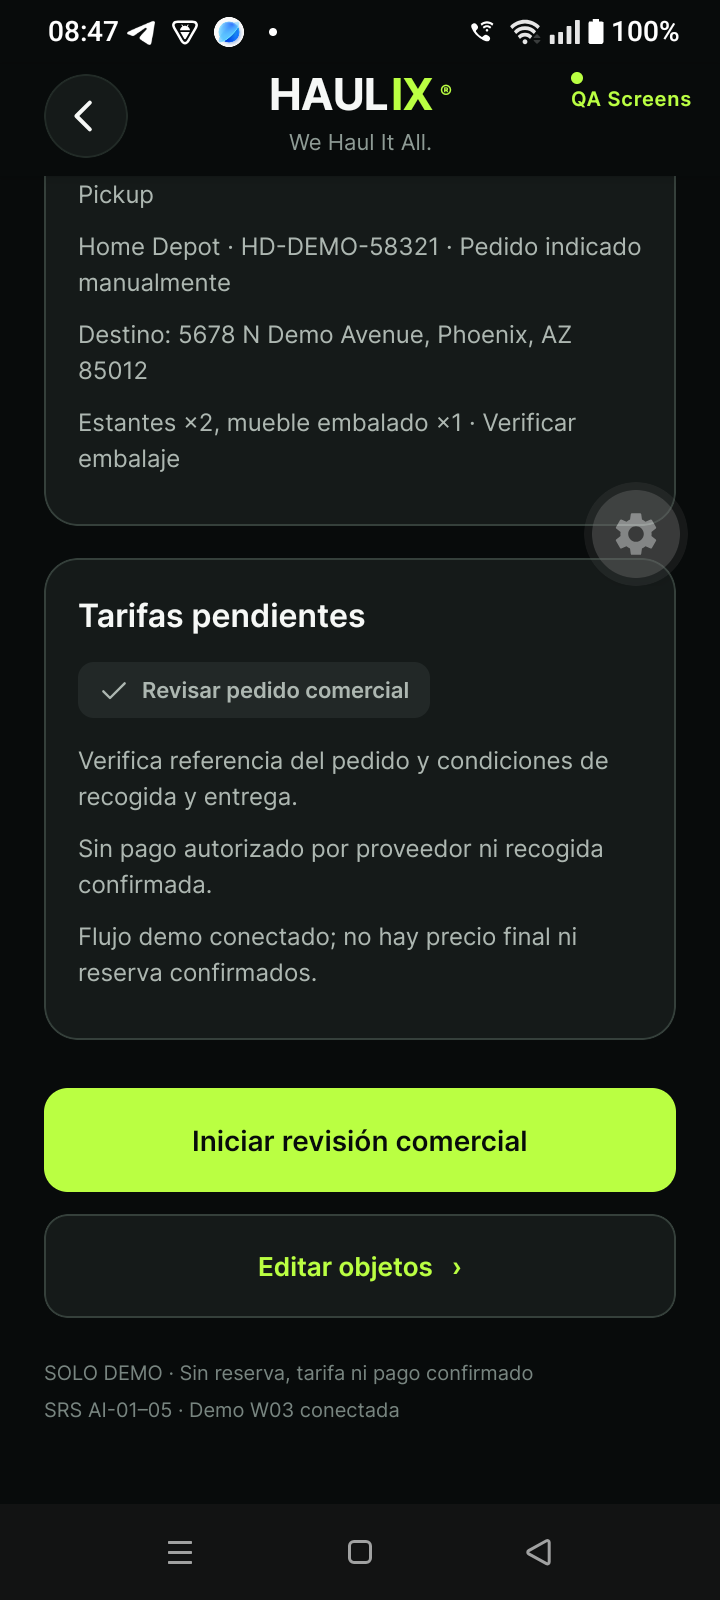 08:47 100%
HAULIX ®
QA Screens
We Haul It All.
Pickup
Home Depot · HD-DEMO-58321 · Pedido indicado
manualmente
Destino: 5678 N Demo Avenue, Phoenix, AZ
85012
Estantes ×2, mueble embalado ×1 · Verificar
embalaje
Tarifas pendientes
Revisar pedido comercial
Verifica referencia del pedido y condiciones de
recogida y entrega.
Sin pago autorizado por proveedor ni recogida
confirmada.
Flujo demo conectado; no hay precio final ni
reserva confirmados.
Iniciar revisión comercial
Editar objetos ›
SOLO DEMO · Sin reserva, tarifa ni pago confirmado
SRS AI-01–05 · Demo W03 conectada